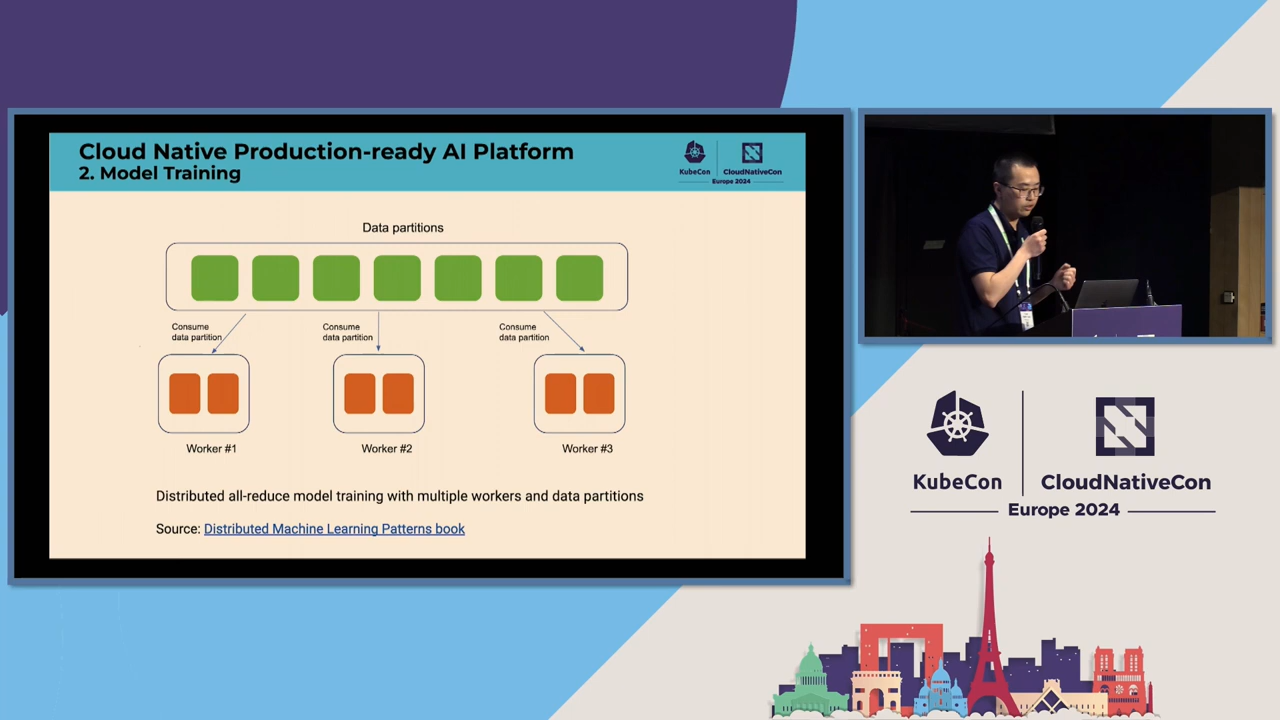 Cloud Native Production-ready AI Platform
2. Model Training
KubeCon
CloudNativeCon
Europe 2024
Data partitions
Consume
data partition
Consume
data partition
Consume
data partition
Worker #1
Worker #2
Worker #3
Distributed all-reduce model training with multiple workers and data partitions
Source: Distributed Machine Learning Patterns book
KubeCon
CloudNativeCon
Europe 2024